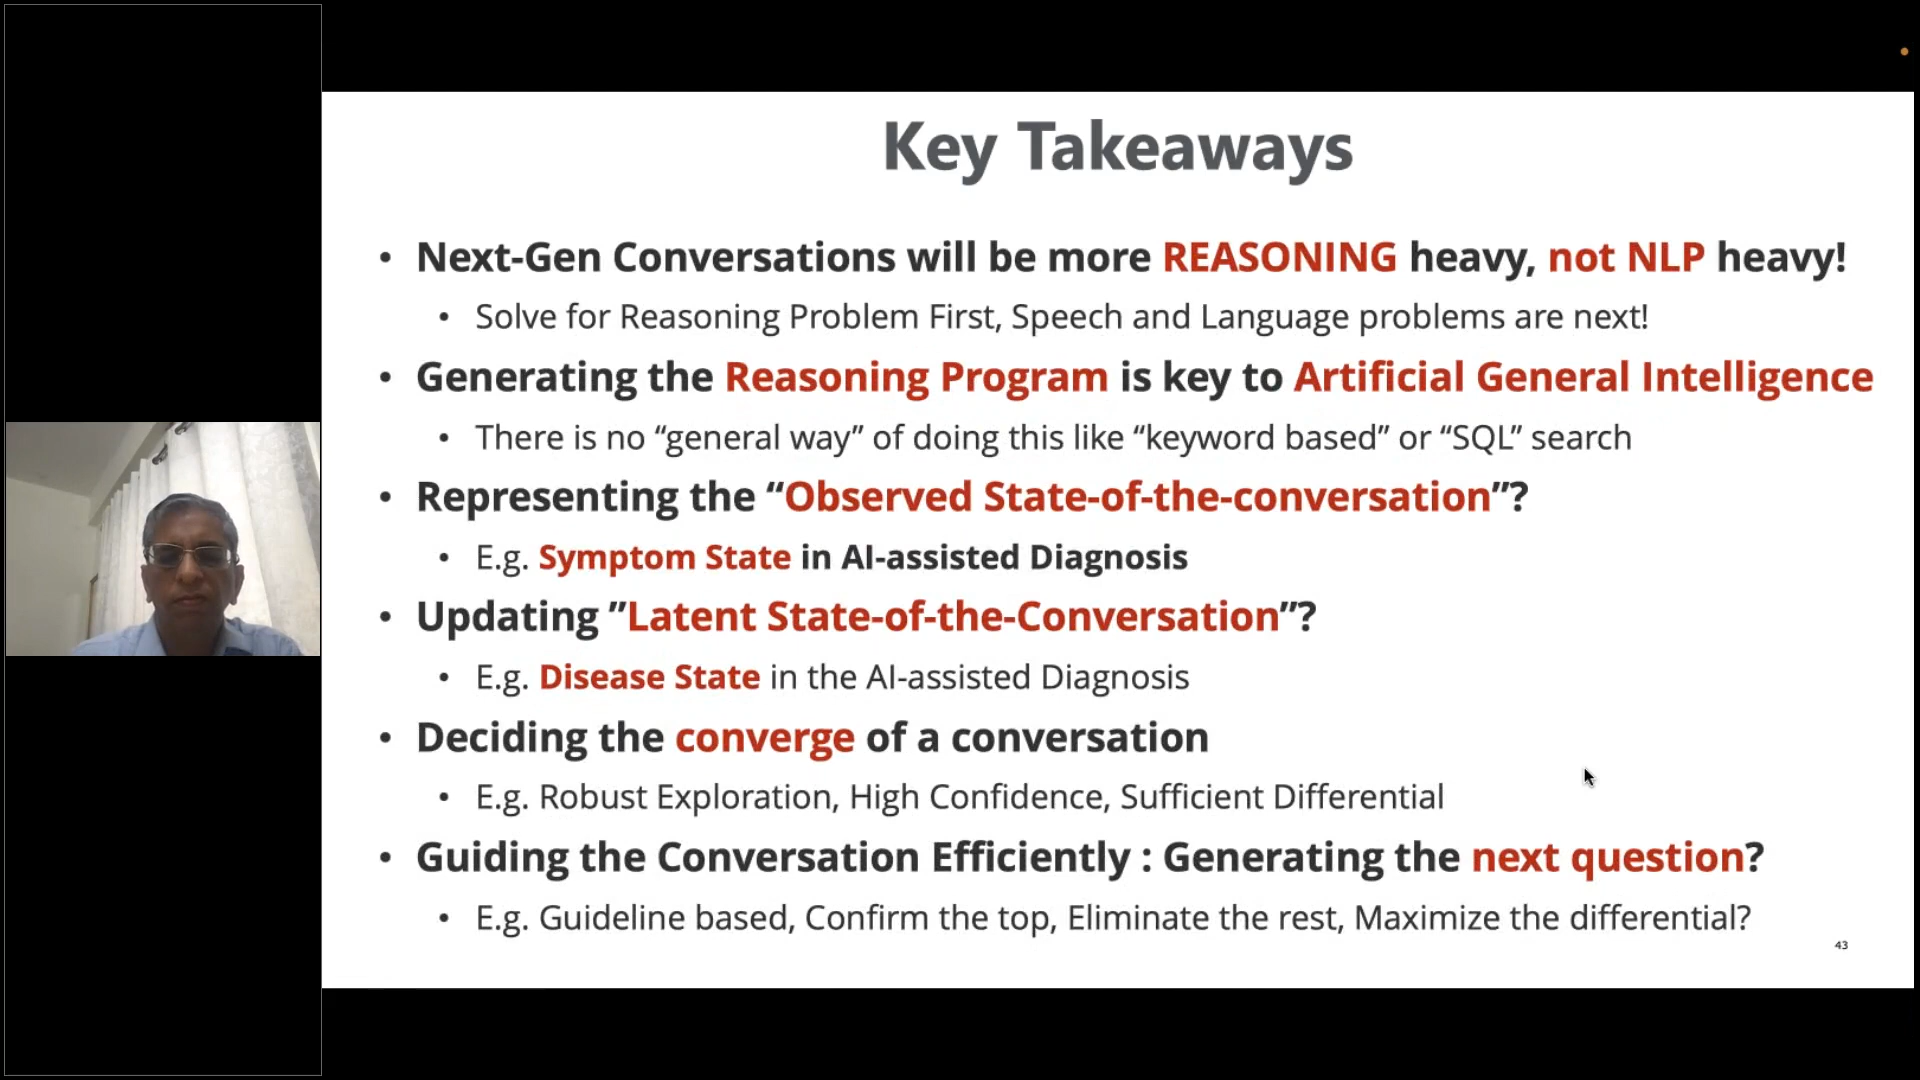 Key Takeaways
• Next-Gen Conversations will be more REASONING heavy, not NLP heavy!
• Solve for Reasoning Problem First, Speech and Language problems are next!
• Generating the Reasoning Program is key to Artificial General Intelligence
• There is no “general way” of doing this like “keyword based” or “SQL” search
• Representing the “Observed State-of-the-conversation”?
• E.g. Symptom State in AI-assisted Diagnosis
• Updating ”Latent State-of-the-Conversation”?
• E.g. Disease State in the AI-assisted Diagnosis
• Deciding the converge of a conversation
• E.g. Robust Exploration, High Confidence, Sufficient Differential
• Guiding the Conversation Efficiently : Generating the next question?
• E.g. Guideline based, Confirm the top, Eliminate the rest, Maximize the differential?
43